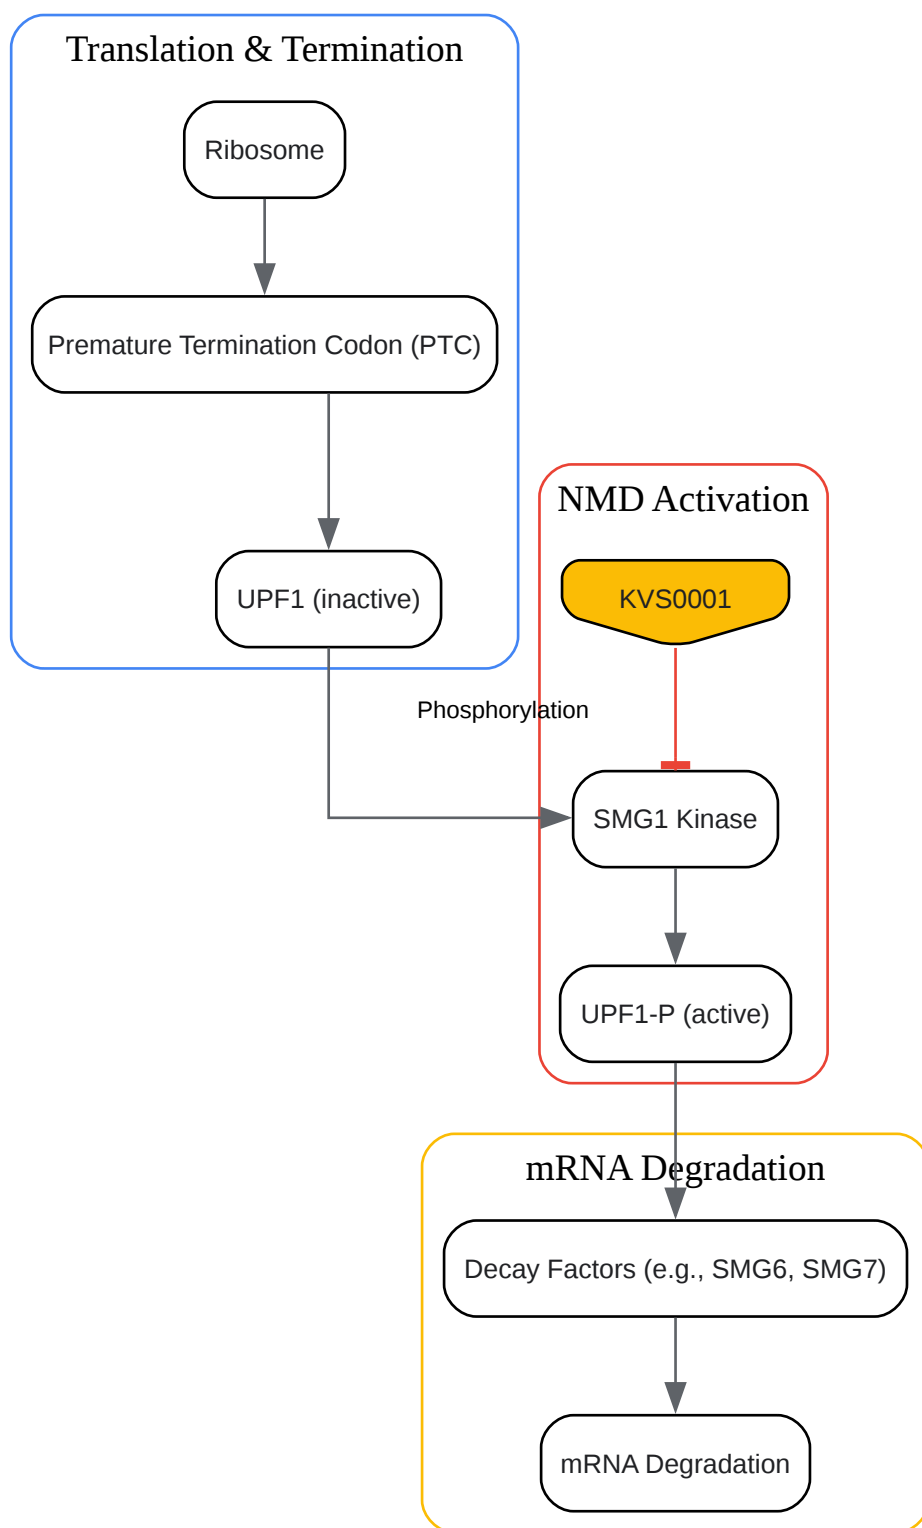 Translation & Termination
Ribosome
Premature Termination Codon (PTC)
UPF1 (inactive)
NMD Activation
KVS0001
Phosphorylation
SMG1 Kinase
UPF1-P (active)
mRNA Degradation
Decay Factors (e.g., SMG6, SMG7)
mRNA Degradation